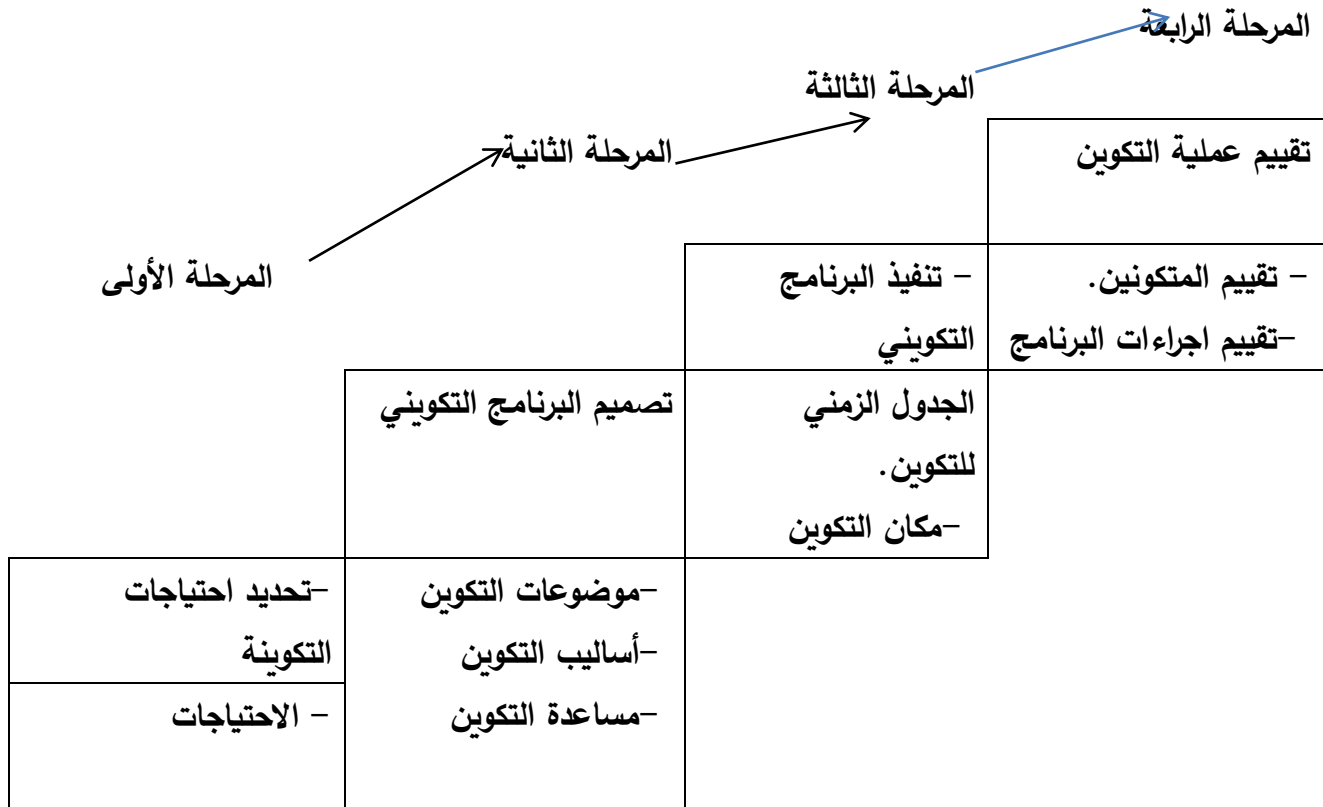 المرحلة الرابعة
المرحلة الثالثة
المرحلة الثانية
المرحلة الأولى
تقييم عملية التكوين
– تقييم المتكونين.
–تقييم اجراءات البرنامج
– تنفيذ البرنامج
التكويني
الجدول الزمني
للتكوين.
–مكان التكوين
تصميم البرنامج التكويني
–موضوعات التكوين
–أساليب التكوين
–مساعدة التكوين
–تحديد احتياجات
التكوينة
– الاحتياجات